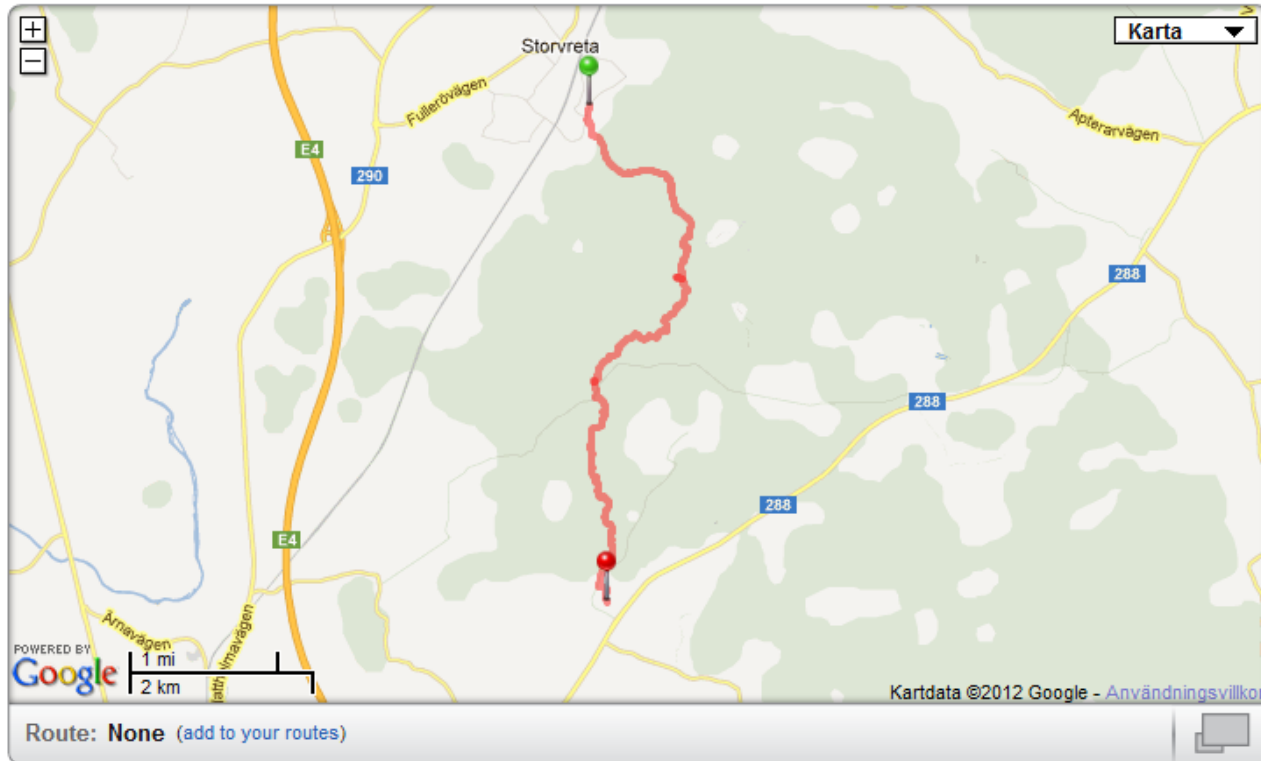 +
−
Karta
Storvreta
Fullerövägen
Apterarvägen
E4
290
288
288
288
E4
Ärnavägen
POWERED BY
Google
1 mi
2 km
Kartdata ©2012 Google - Användningsvillkor
Route: None (add to your routes)